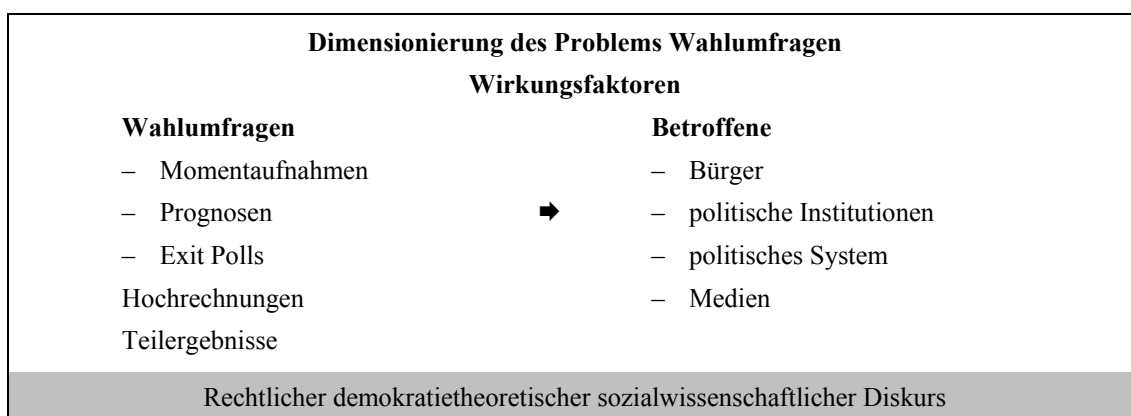 Dimensionierung des Problems Wahlumfragen
Wirkungsfaktoren
Wahlumfragen Betroffene
– Momentaufnahmen – Bürger
– Prognosen ➨ – politische Institutionen
– Exit Polls – politisches System
Hochrechnungen – Medien
Teilergebnisse
Rechtlicher demokratietheoretischer sozialwissenschaftlicher Diskurs